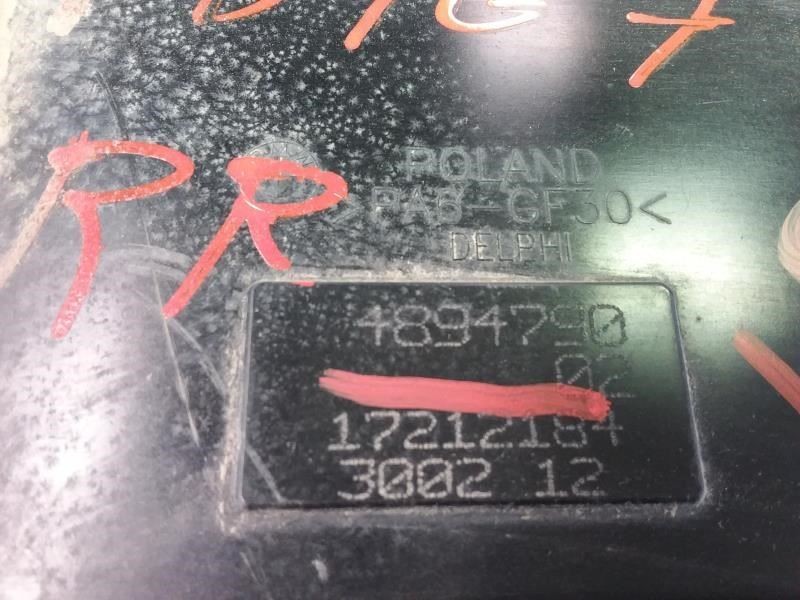 RR
POLAND
>PA6-GF30<
DELPHI
4894790
02
17212184
3002 12